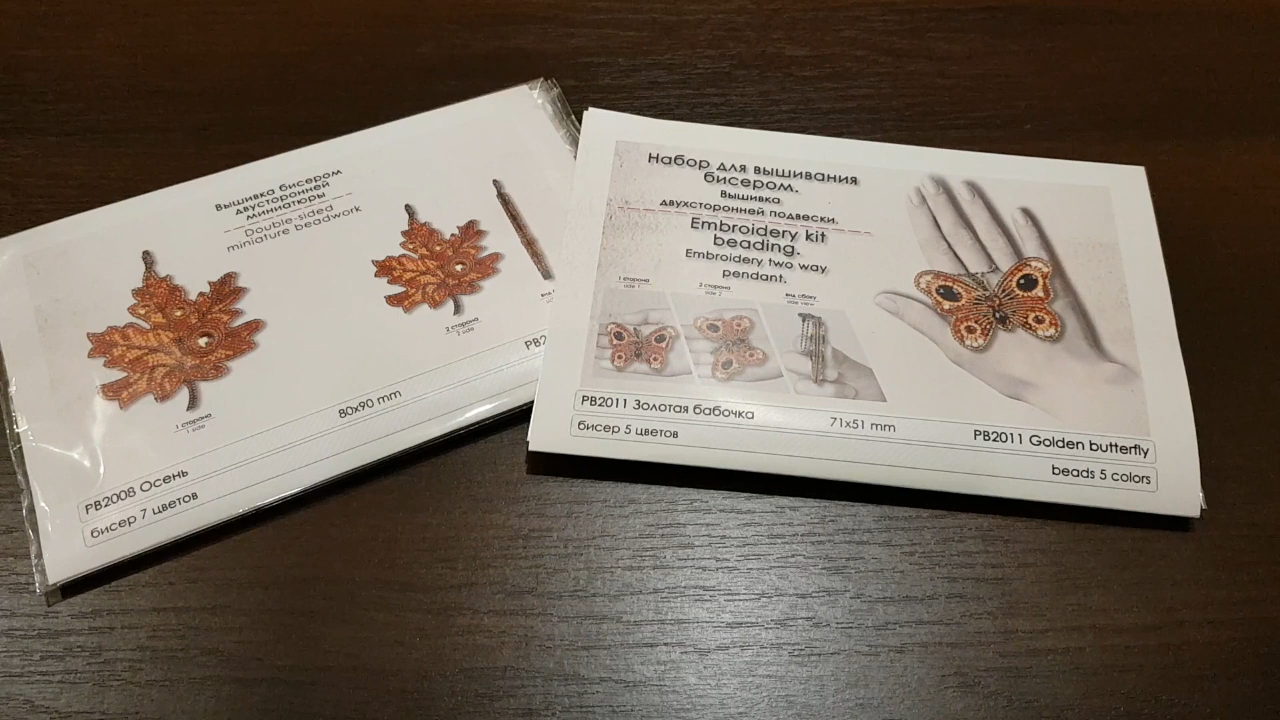 Вышивка бисером
двусторонней
миниатюры
Double-sided
miniature beadwork
1 сторона
1 side
2 сторона
2 side
80x90 mm
PB2008 Осень
бисер 7 цветов
Набор для вышивания
бисером.
Вышивка
двухсторонней подвески.
Embroidery kit
beading.
Embroidery two way
pendant.
1 сторона
side 1
2 сторона
side 2
вид сбоку
side view
PB2011 Золотая бабочка
71x51 mm
PB2011 Golden butterfly
бисер 5 цветов
beads 5 colors